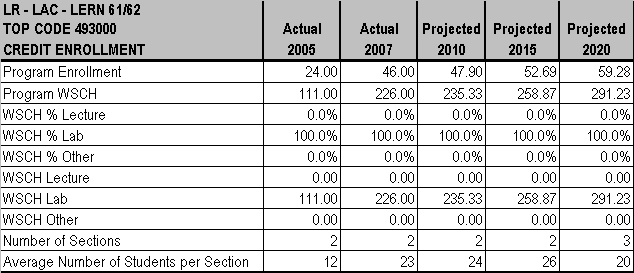 LR - LAC - LERN 61/62
TOP CODE 493000 Actual Actual Projected Projected Projected
CREDIT ENROLLMENT 2005 2007 2010 2015 2020
Program Enrollment 24.00 46.00 47.90 52.69 59.28
Program WSCH 111.00 226.00 235.33 258.87 291.23
WSCH % Lecture 0.0% 0.0% 0.0% 0.0% 0.0%
WSCH % Lab 100.0% 100.0% 100.0% 100.0% 100.0%
WSCH % Other 0.0% 0.0% 0.0% 0.0% 0.0%
WSCH Lecture 0.00 0.00 0.00 0.00 0.00
WSCH Lab 111.00 226.00 235.33 258.87 291.23
WSCH Other 0.00 0.00 0.00 0.00 0.00
Number of Sections 2 2 2 2 3
Average Number of Students per Section 12 23 24 26 20